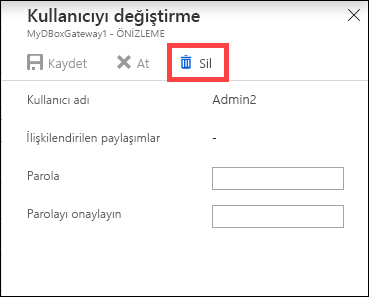 Kullanıcıyı değiştirme
MyDBoxGateway1 - ÖNİZLEME
Kaydet At Sil
Kullanıcı adı Admin2
İlişkilendirilen paylaşımlar -
Parola
Parolayı onaylayın